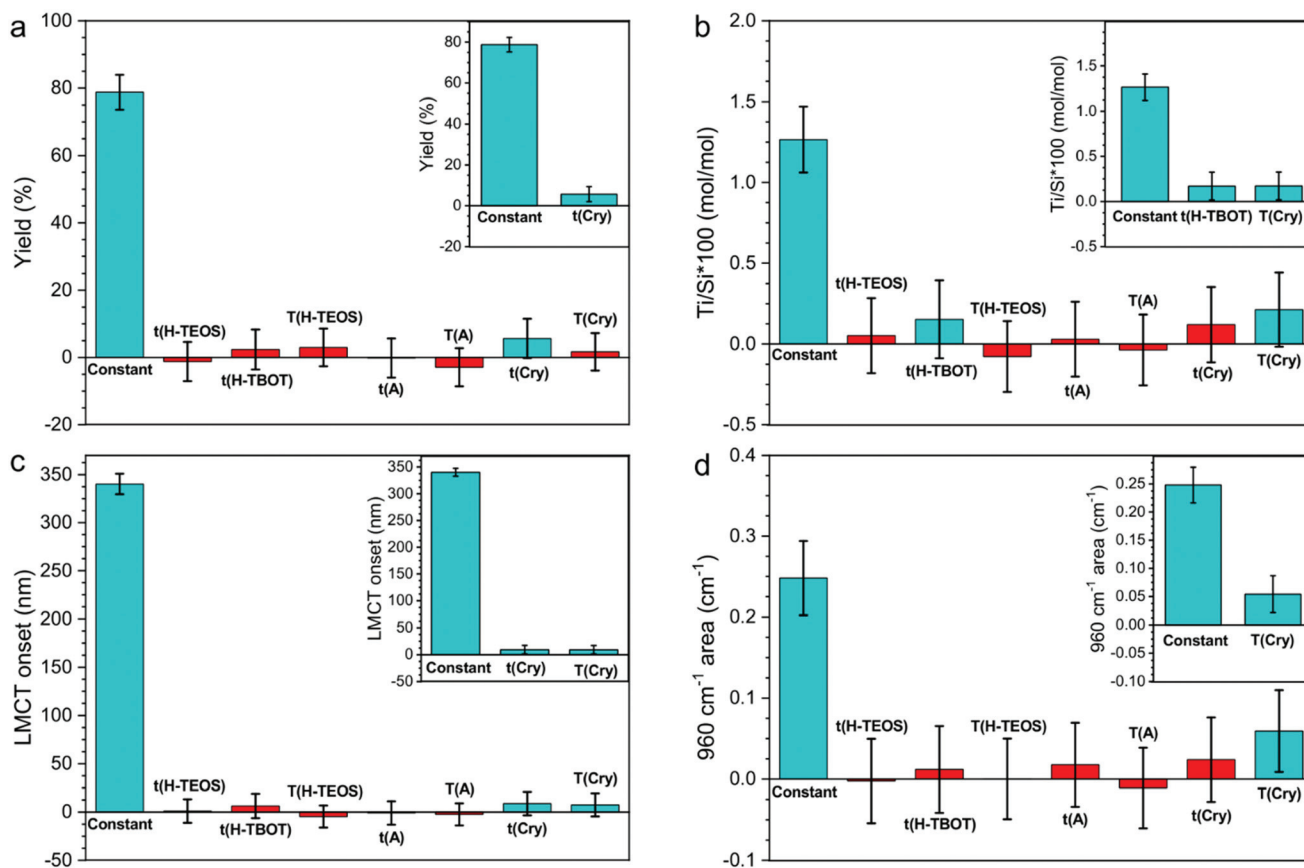 a
Yield (%)
100
80
60
40
20
0
-20
Constant
t(H-TEOS)
t(H-TBOT)
T(H-TEOS)
t(A)
T(A)
t(Cry)
T(Cry)
Yield (%)
80
60
40
20
0
-20
Constant
t(Cry)
b
Ti/Si*100 (mol/mol)
2.0
1.5
1.0
0.5
0.0
-0.5
Constant
t(H-TEOS)
t(H-TBOT)
T(H-TEOS)
t(A)
T(A)
t(Cry)
T(Cry)
Ti/Si*100 (mol/mol)
1.5
1.0
0.5
0.0
-0.5
Constant
t(H-TBOT)
T(Cry)
c
LMCT onset (nm)
350
300
250
200
150
100
50
0
-50
Constant
t(H-TEOS)
t(H-TBOT)
T(H-TEOS)
t(A)
T(A)
t(Cry)
T(Cry)
LMCT onset (nm)
350
300
250
200
150
100
50
0
-50
Constant
t(Cry)
T(Cry)
d
960 cm⁻¹ area (cm⁻¹)
0.4
0.3
0.2
0.1
0.0
-0.1
Constant
t(H-TEOS)
t(H-TBOT)
T(H-TEOS)
t(A)
T(A)
t(Cry)
T(Cry)
960 cm⁻¹ area (cm⁻¹)
0.25
0.20
0.15
0.10
0.05
0.00
-0.05
-0.10
Constant
T(Cry)